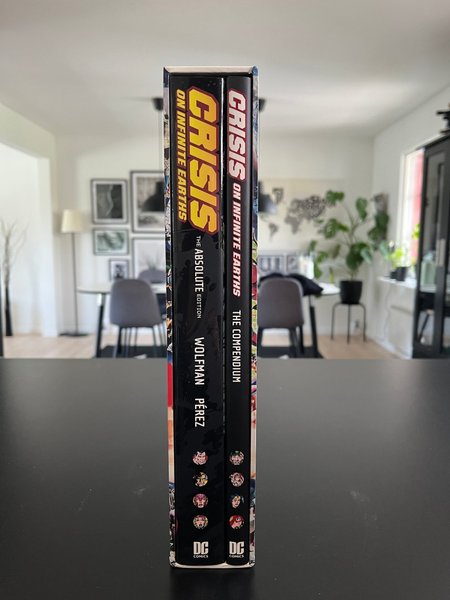 CRISIS
ON INFINITE EARTHS
THE ABSOLUTE EDITION
WOLFMAN PÉREZ
DC
COMICS
CRISIS
ON INFINITE EARTHS
THE COMPENDIUM
DC
COMICS